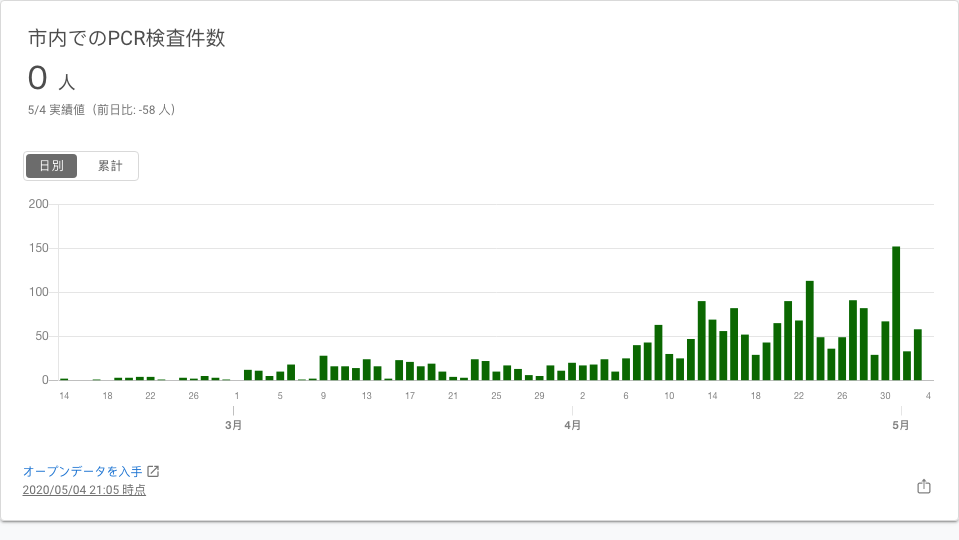 市内でのPCR検査件数
0 人
5/4 実績値（前日比: -58 人）
日別 累計
200
150
100
50
0
14 18 22 26 1 5 9 13 17 21 25 29 2 6 10 14 18 22 26 30 4
3月 4月 5月
オープンデータを入手
2020/05/04 21:05 時点